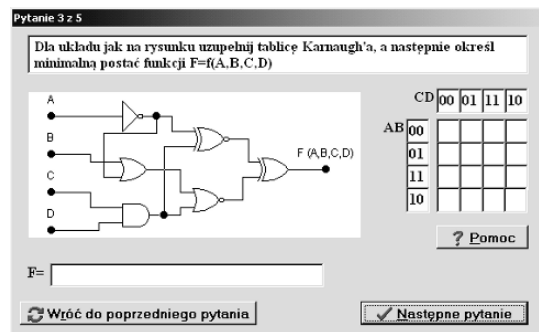 Pytanie 3 z 5
Dla układu jak na rysunku uzupełnij tablicę Karnaugh'a, a następnie określ
minimalną postać funkcji F=f(A,B,C,D)
A
B
C
D
F (A,B,C,D)
CD 00 01 11 10
AB 00
01
11
10
? Pomoc
F=
Wróć do poprzedniego pytania
Następne pytanie